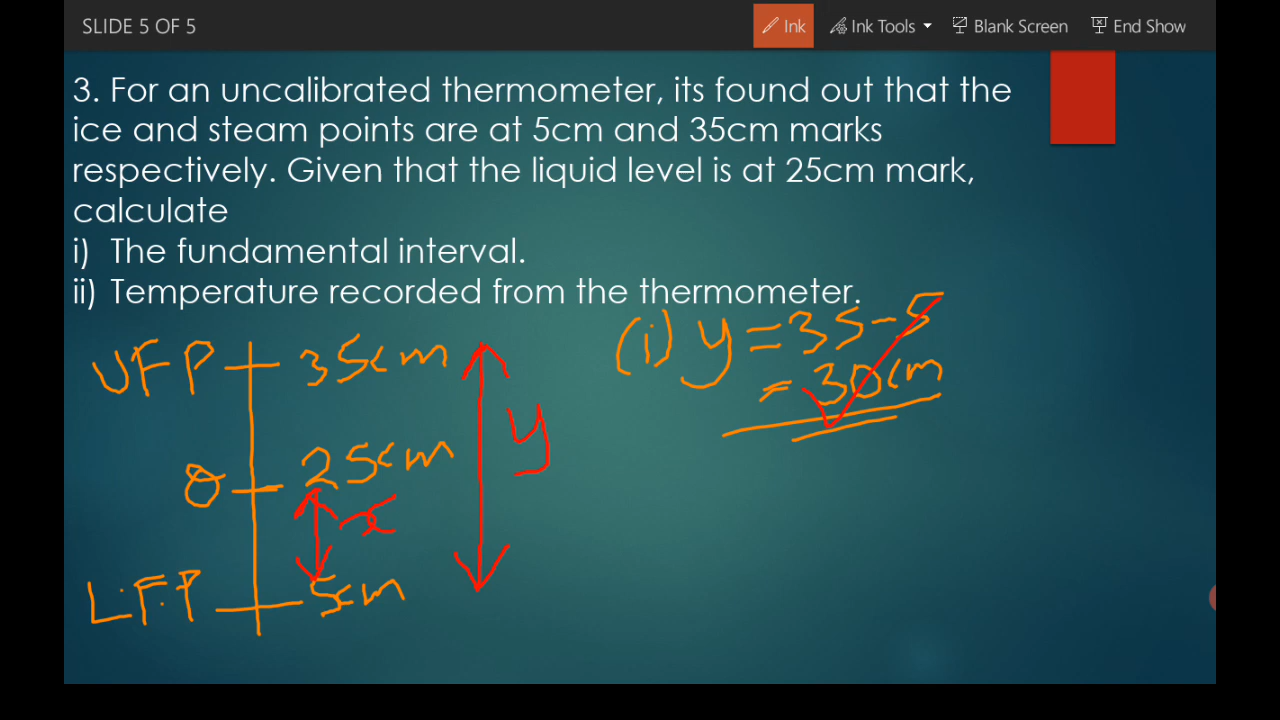 SLIDE 5 OF 5
Ink
Ink Tools
Blank Screen
End Show
3. For an uncalibrated thermometer, its found out that the
ice and steam points are at 5cm and 35cm marks
respectively. Given that the liquid level is at 25cm mark,
calculate
i) The fundamental interval.
ii) Temperature recorded from the thermometer.
(i) y = 35 - 5
= 30cm
UFP 35cm
y
θ 25cm
x
L.F.P 5cm